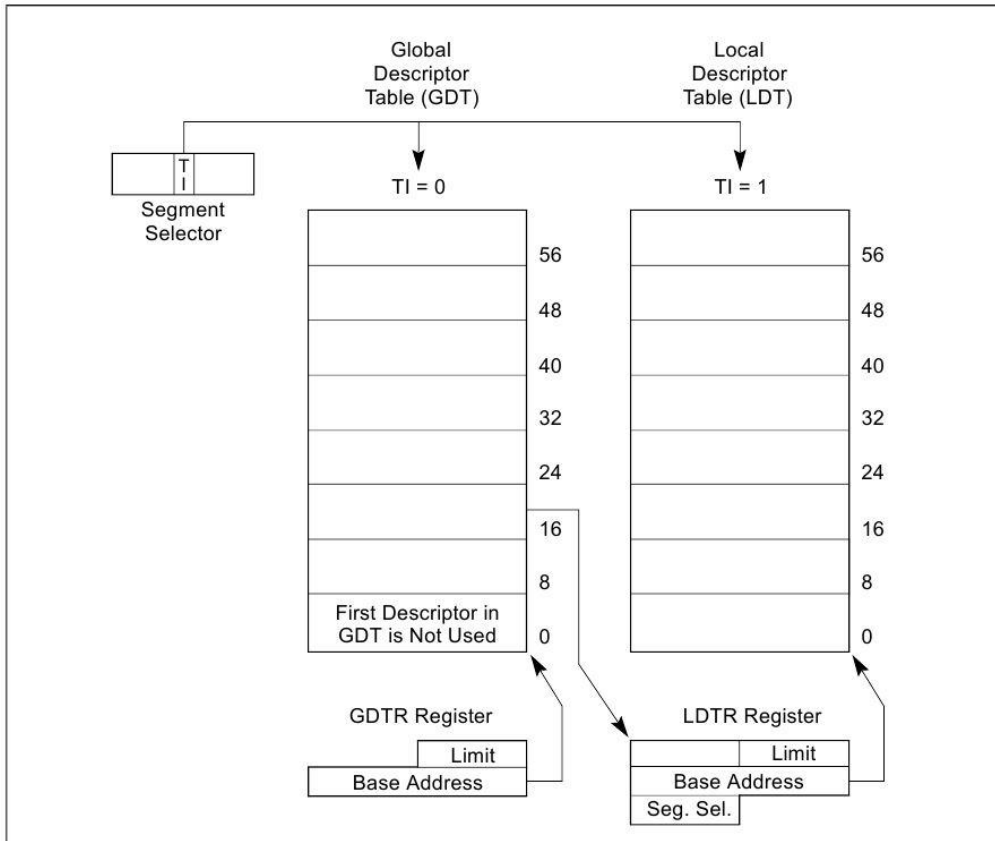 Global
Descriptor
Table (GDT)
Local
Descriptor
Table (LDT)
T
I
Segment
Selector
TI = 0
TI = 1
56
56
48
48
40
40
32
32
24
24
16
16
8
8
First Descriptor in
GDT is Not Used
0
0
GDTR Register
LDTR Register
Limit
Limit
Base Address
Base Address
Seg. Sel.